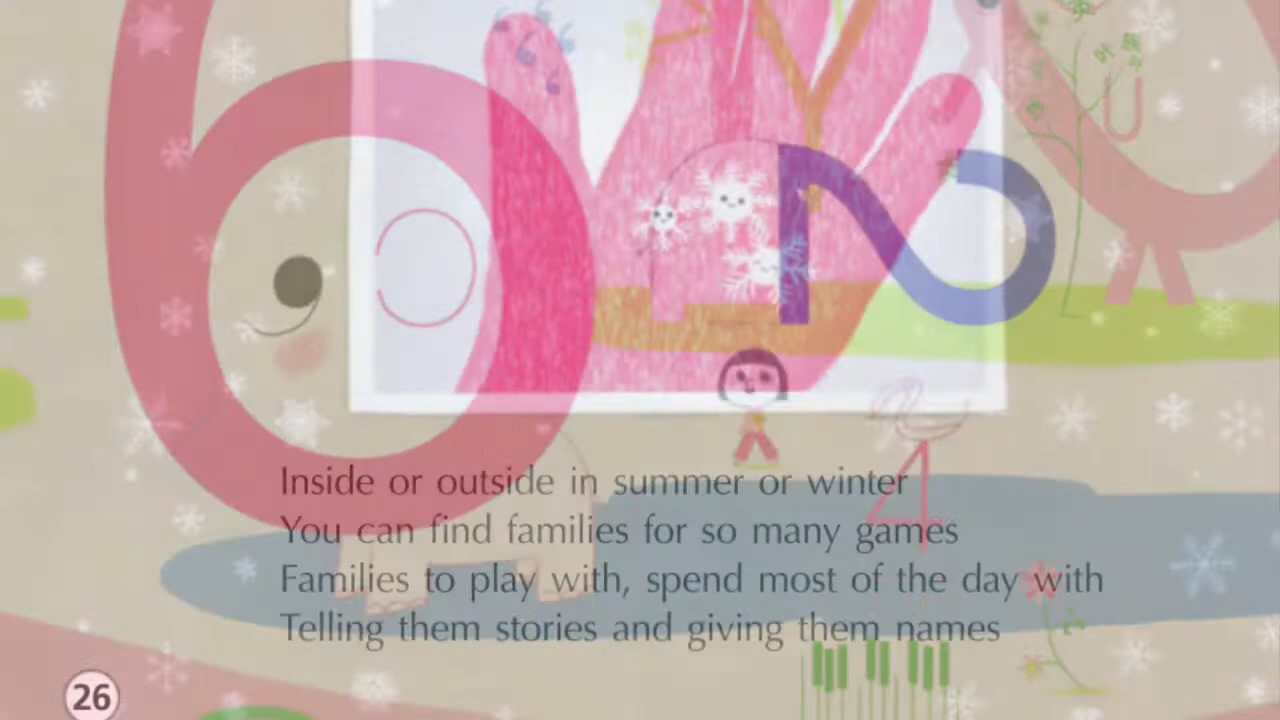 U
Inside or outside in summer or winter
You can find families for so many games
Families to play with, spend most of the day with
Telling them stories and giving them names
26